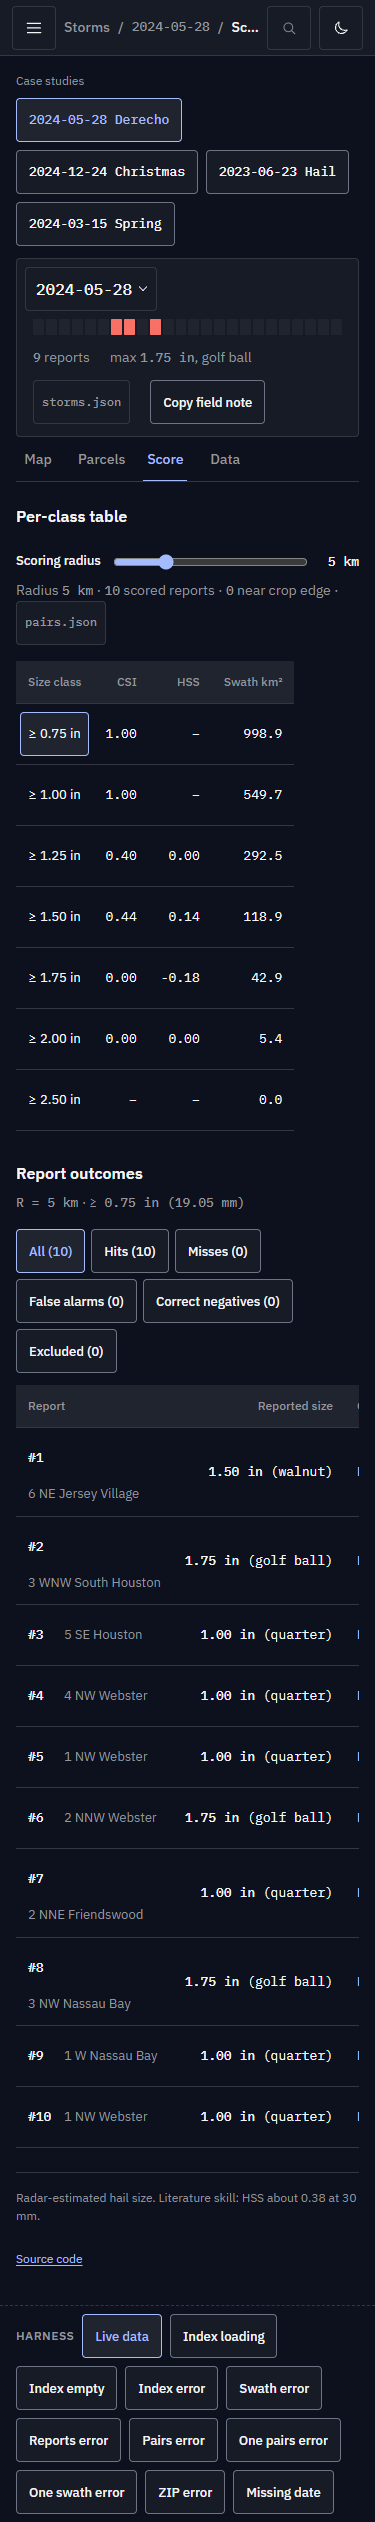 Storms / 2024-05-28 / Sc...
Case studies
2024-05-28 Derecho
2024-12-24 Christmas 2023-06-23 Hail
2024-03-15 Spring
2024-05-28
9 reports max 1.75 in, golf ball
storms.json Copy field note
Map Parcels Score Data
Per-class table
Scoring radius 5 km
Radius 5 km · 10 scored reports · 0 near crop edge ·
pairs.json
Size class CSI HSS Swath km²
≥ 0.75 in 1.00 – 998.9
≥ 1.00 in 1.00 – 549.7
≥ 1.25 in 0.40 0.00 292.5
≥ 1.50 in 0.44 0.14 118.9
≥ 1.75 in 0.00 -0.18 42.9
≥ 2.00 in 0.00 0.00 5.4
≥ 2.50 in – – 0.0
Report outcomes
R = 5 km · ≥ 0.75 in (19.05 mm)
All (10) Hits (10) Misses (0)
False alarms (0) Correct negatives (0)
Excluded (0)
Report Reported size
#1
1.50 in (walnut)
6 NE Jersey Village
#2
1.75 in (golf ball)
3 WNW South Houston
#3 5 SE Houston 1.00 in (quarter)
#4 4 NW Webster 1.00 in (quarter)
#5 1 NW Webster 1.00 in (quarter)
#6 2 NNW Webster 1.75 in (golf ball)
#7
1.00 in (quarter)
2 NNE Friendswood
#8
1.75 in (golf ball)
3 NW Nassau Bay
#9 1 W Nassau Bay 1.00 in (quarter)
#10 1 NW Webster 1.00 in (quarter)
Radar-estimated hail size. Literature skill: HSS about 0.38 at 30
mm.
Source code
HARNESS Live data Index loading
Index empty Index error Swath error
Reports error Pairs error One pairs error
One swath error ZIP error Missing date